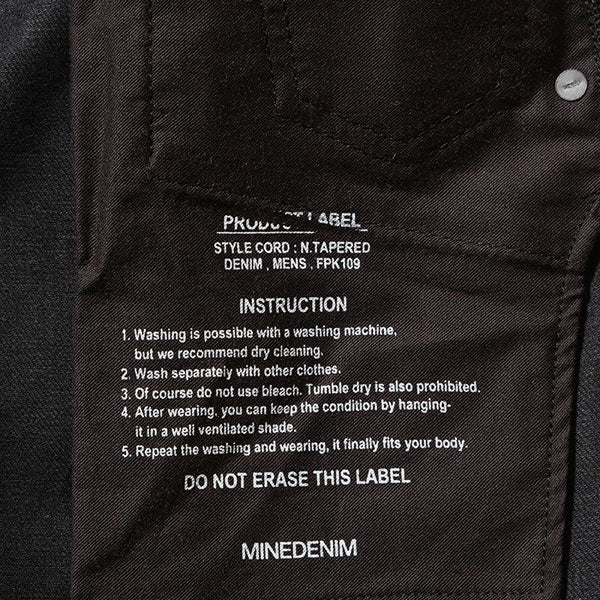 PRODUCT LABEL
STYLE CORD : N.TAPERED
DENIM , MENS , FPK109
INSTRUCTION
1. Washing is possible with a washing machine,
but we recommend dry cleaning.
2. Wash separately with other clothes.
3. Of course do not use bleach. Tumble dry is also prohibited.
4. After wearing, you can keep the condition by hanging-
it in a well ventilated shade.
5. Repeat the washing and wearing, it finally fits your body.
DO NOT ERASE THIS LABEL
MINEDENIM